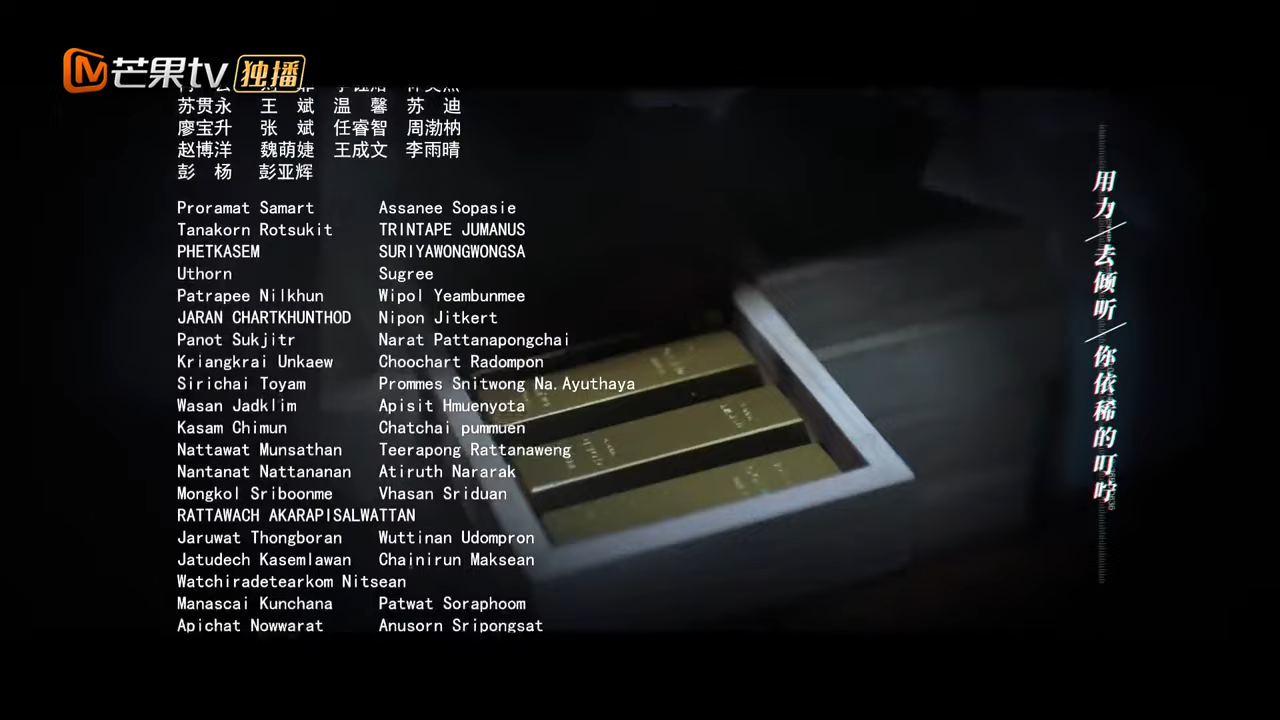 芒果tv 独播
苏贯永 王 斌 温 馨 苏 迪
廖宝升 张 斌 任睿智 周渤枘
赵博洋 魏萌婕 王成文 李雨晴
彭 杨 彭亚辉
Proramat Samart Assanee Sopasie
Tanakorn Rotsukit TRINTAPE JUMANUS
PHETKASEM SURIYAWONGWONGSA
Uthorn Sugree
Patrapee Nilkhun Wipol Yeambunmee
JARAN CHARTKHUNTHOD Nipon Jitkert
Panot Sukjitr Narat Pattanapongchai
Kriangkrai Unkaew Choochart Radompon
Sirichai Toyam Prommes Snitwong Na.Ayuthaya
Wasan Jadklim Apisit Hmuenyota
Kasam Chimun Chatchai pummuen
Nattawat Munsathan Teerapong Rattanaweng
Nantanat Nattananan Atiruth Nararak
Mongkol Sriboonme Vhasan Sriduan
RATTAWACH AKARAPISALWATTAN
Jaruwat Thongboran Wuttinan Udompron
Jatudech Kasemlawan Chainirun Maksean
Watchiradetearkom Nitsean
Manascai Kunchana Patwat Soraphoom
Apichat Nowwarat Anusorn Sripongsat
用力/去倾听/你依稀的叮咛